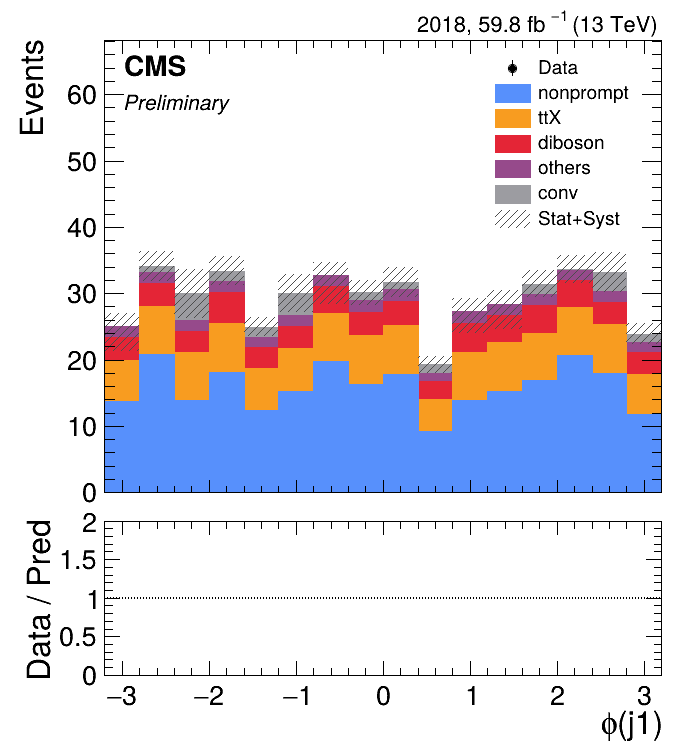 2018, 59.8 fb⁻¹ (13 TeV)
CMS
Preliminary
Data
nonprompt
ttX
diboson
others
conv
Stat+Syst
Events
60
50
40
30
20
10
0
Data / Pred
2
1.5
1
0.5
0
−3 −2 −1 0 1 2 3
ϕ(j1)